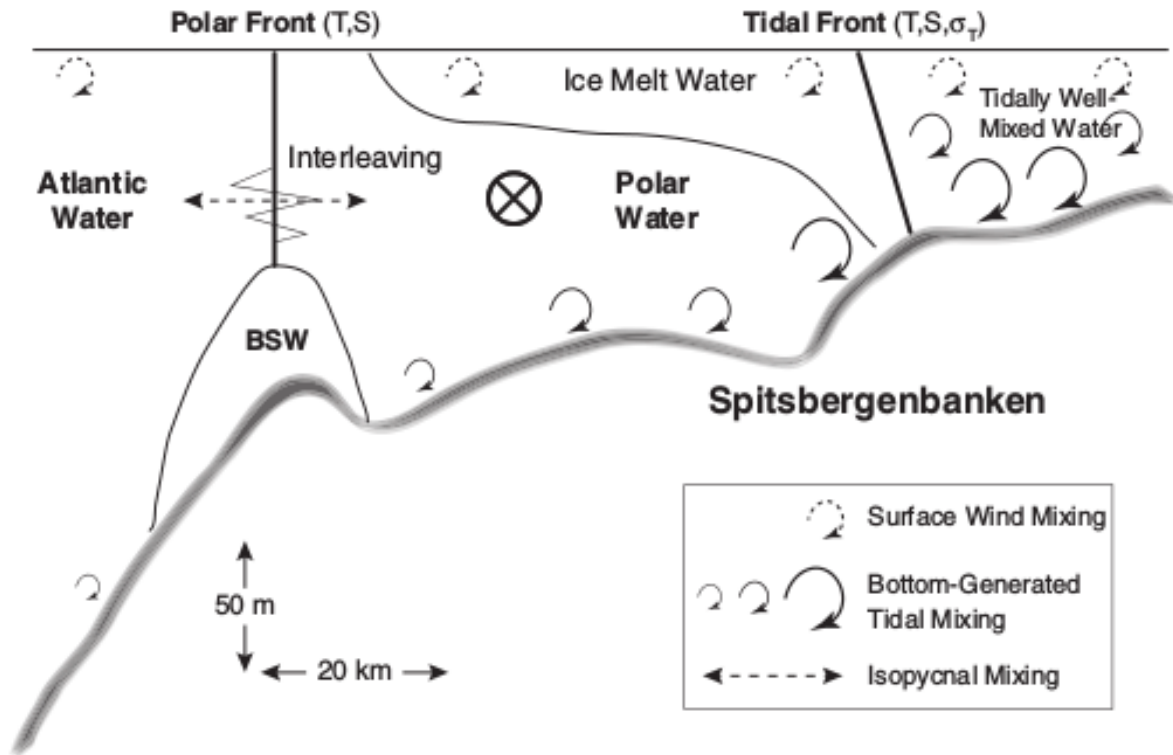 Polar Front (T,S)
Tidal Front (T,S,σ_T)
Ice Melt Water
Tidally Well-
Mixed Water
Interleaving
Atlantic
Water
Polar
Water
BSW
Spitsbergenbanken
50 m
20 km
Surface Wind Mixing
Bottom-Generated
Tidal Mixing
Isopycnal Mixing